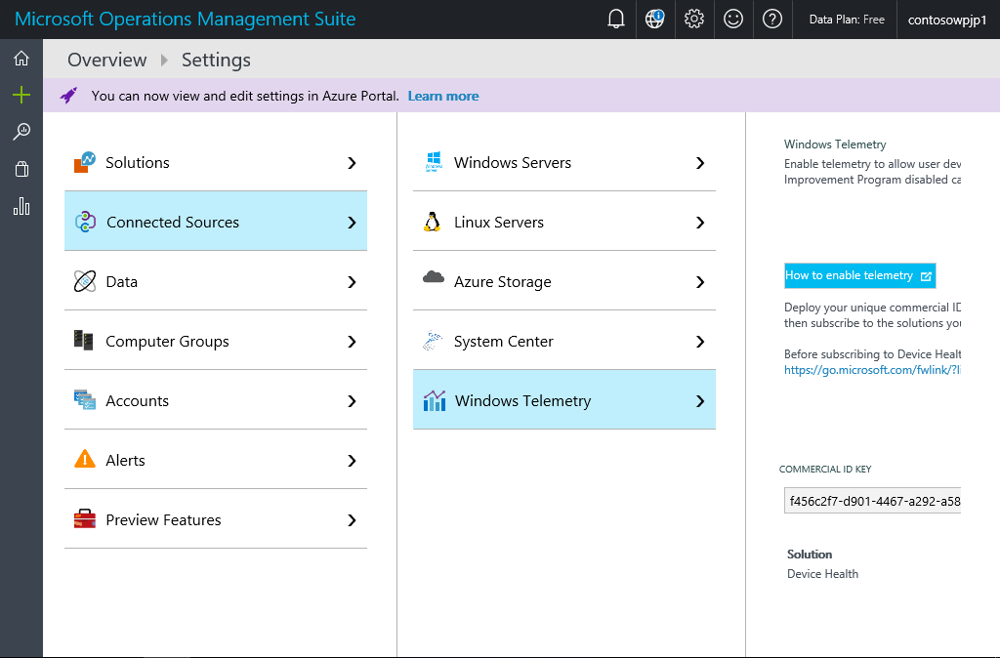 Microsoft Operations Management Suite
Data Plan: Free
contosowpjp1
Overview
Settings
You can now view and edit settings in Azure Portal. Learn more
Solutions
Connected Sources
Data
Computer Groups
Accounts
Alerts
Preview Features
Windows Servers
Linux Servers
Azure Storage
System Center
Windows Telemetry
Windows Telemetry
Enable telemetry to allow user dev
Improvement Program disabled ca
How to enable telemetry
Deploy your unique commercial ID
then subscribe to the solutions you
Before subscribing to Device Healt
https://go.microsoft.com/fwlink/?li
COMMERCIAL ID KEY
f456c2f7-d901-4467-a292-a58
Solution
Device Health